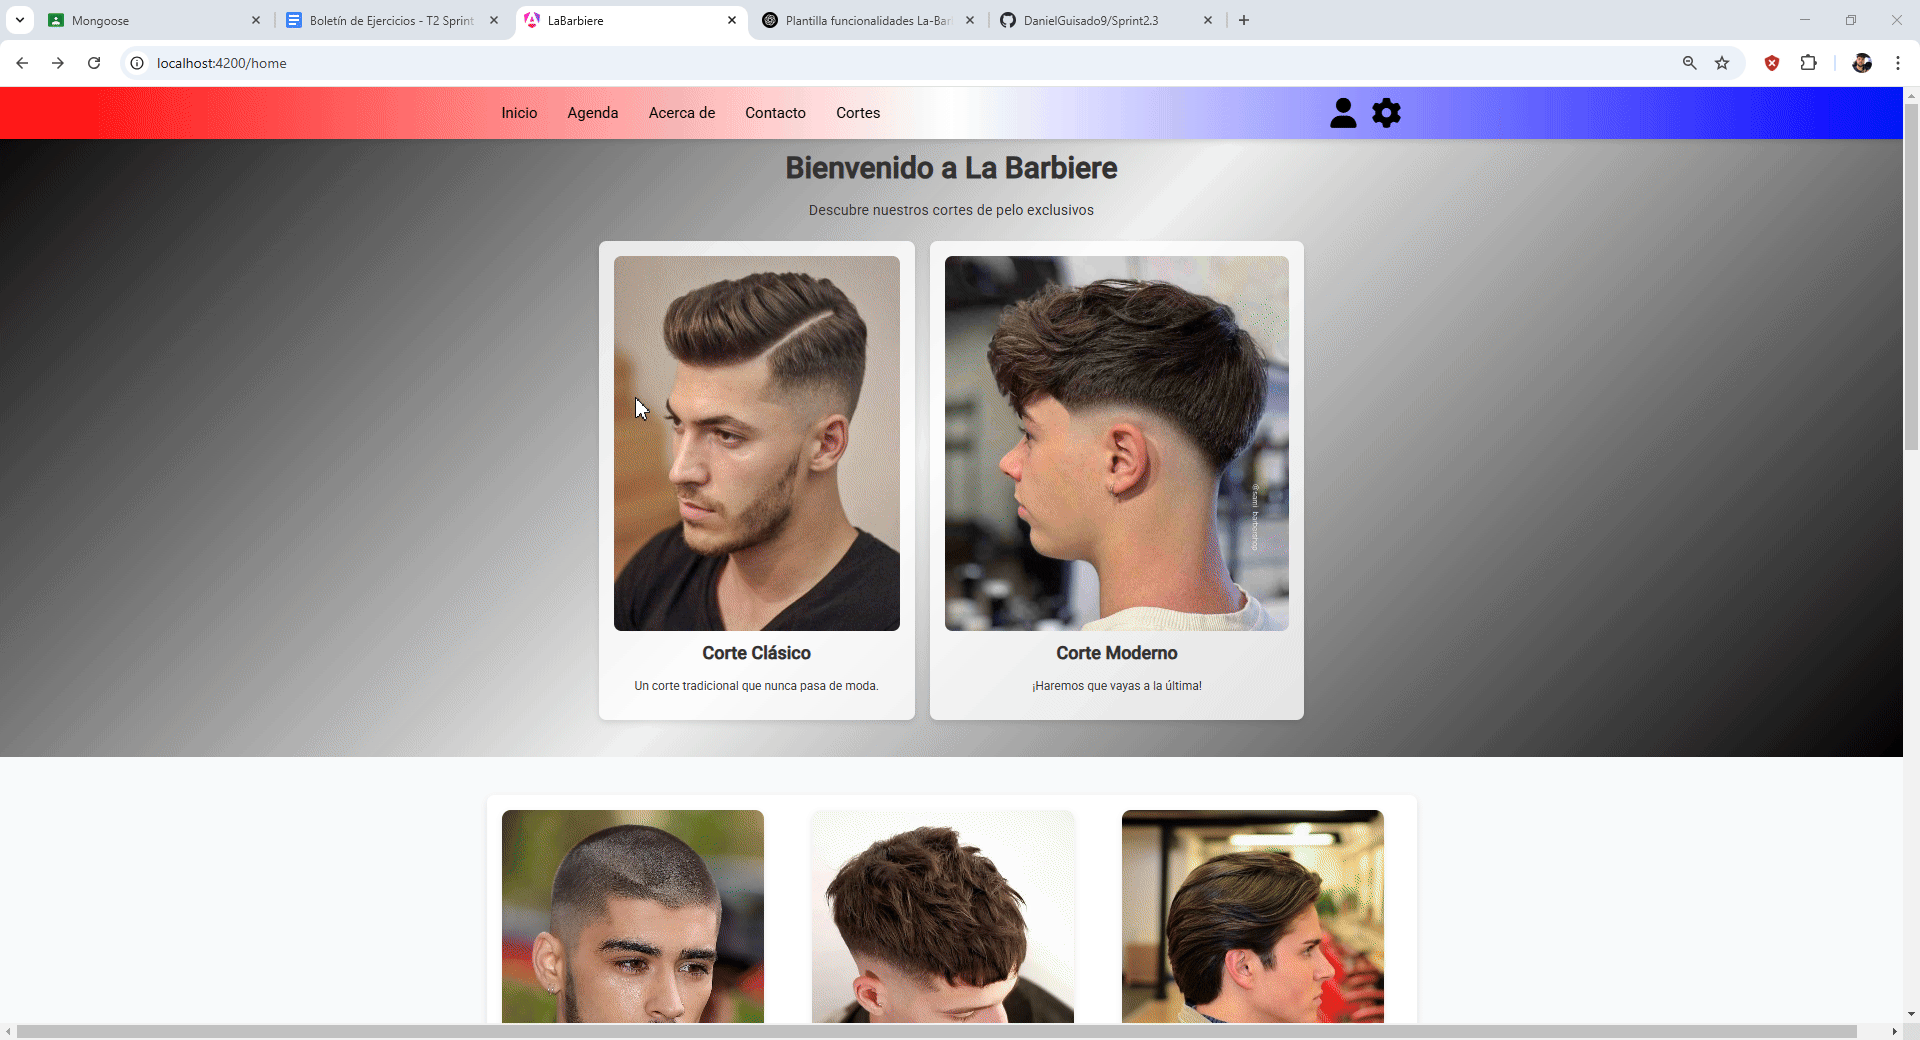 Mongoose
Boletín de Ejercicios - T2 Sprint
LaBarbiere
Plantilla funcionalidades La-Bar
DanielGuisado9/Sprint2.3
localhost:4200/home
Inicio
Agenda
Acerca de
Contacto
Cortes
Bienvenido a La Barbiere
Descubre nuestros cortes de pelo exclusivos
@sami_barbershop
Corte Clásico
Corte Moderno
Un corte tradicional que nunca pasa de moda.
¡Haremos que vayas a la última!